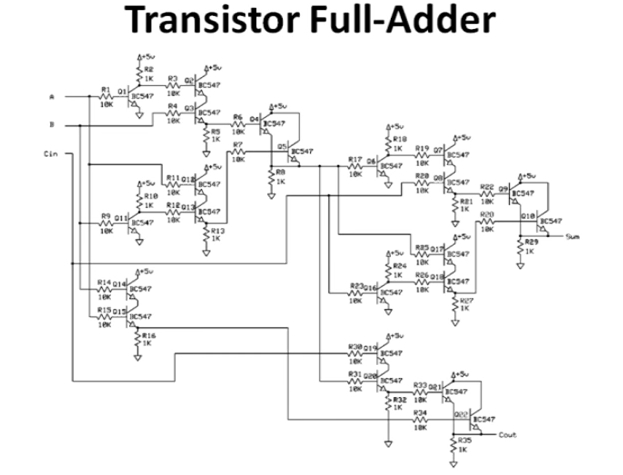 Transistor Full-Adder
+5v
R2
1K
+5v
A
R1
10K
Q1
BC547
R3
10K
Q2
BC547
B
R4
10K
Q3
BC547
R5
1K
Cin
R6
10K
+5v
Q4
BC547
R7
10K
Q5
BC547
R8
1K
+5v
R10
1K
+5v
R11
10K
Q12
BC547
R9
10K
Q11
BC547
R12
10K
Q13
BC547
R13
1K
+5v
R14
10K
Q14
BC547
R15
10K
Q15
BC547
R16
1K
+5v
R18
1K
+5v
R17
10K
Q6
BC547
R19
10K
Q7
BC547
R20
10K
Q8
BC547
R21
1K
R22
10K
+5v
Q9
BC547
R28
10K
Q10
BC547
R29
1K
Sum
+5v
R24
1K
+5v
R25
10K
Q17
BC547
R23
10K
Q16
BC547
R26
10K
Q18
BC547
R27
1K
+5v
R30
10K
Q19
BC547
R31
10K
Q20
BC547
R32
1K
+5v
R33
10K
Q21
BC547
R34
10K
Q22
BC547
R35
1K
Cout